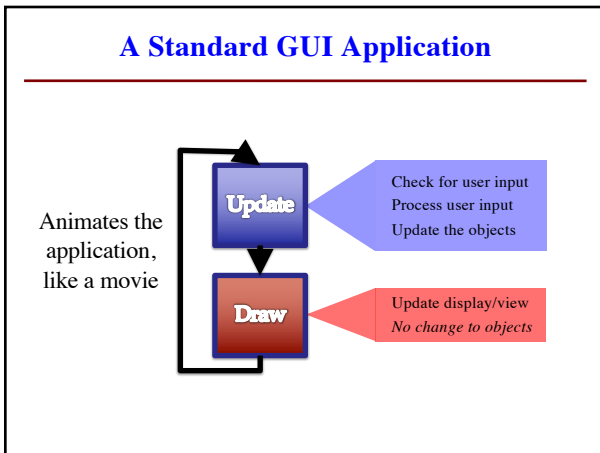 A Standard GUI Application
Animates the
application,
like a movie
Update
Check for user input
Process user input
Update the objects
Draw
Update display/view
No change to objects